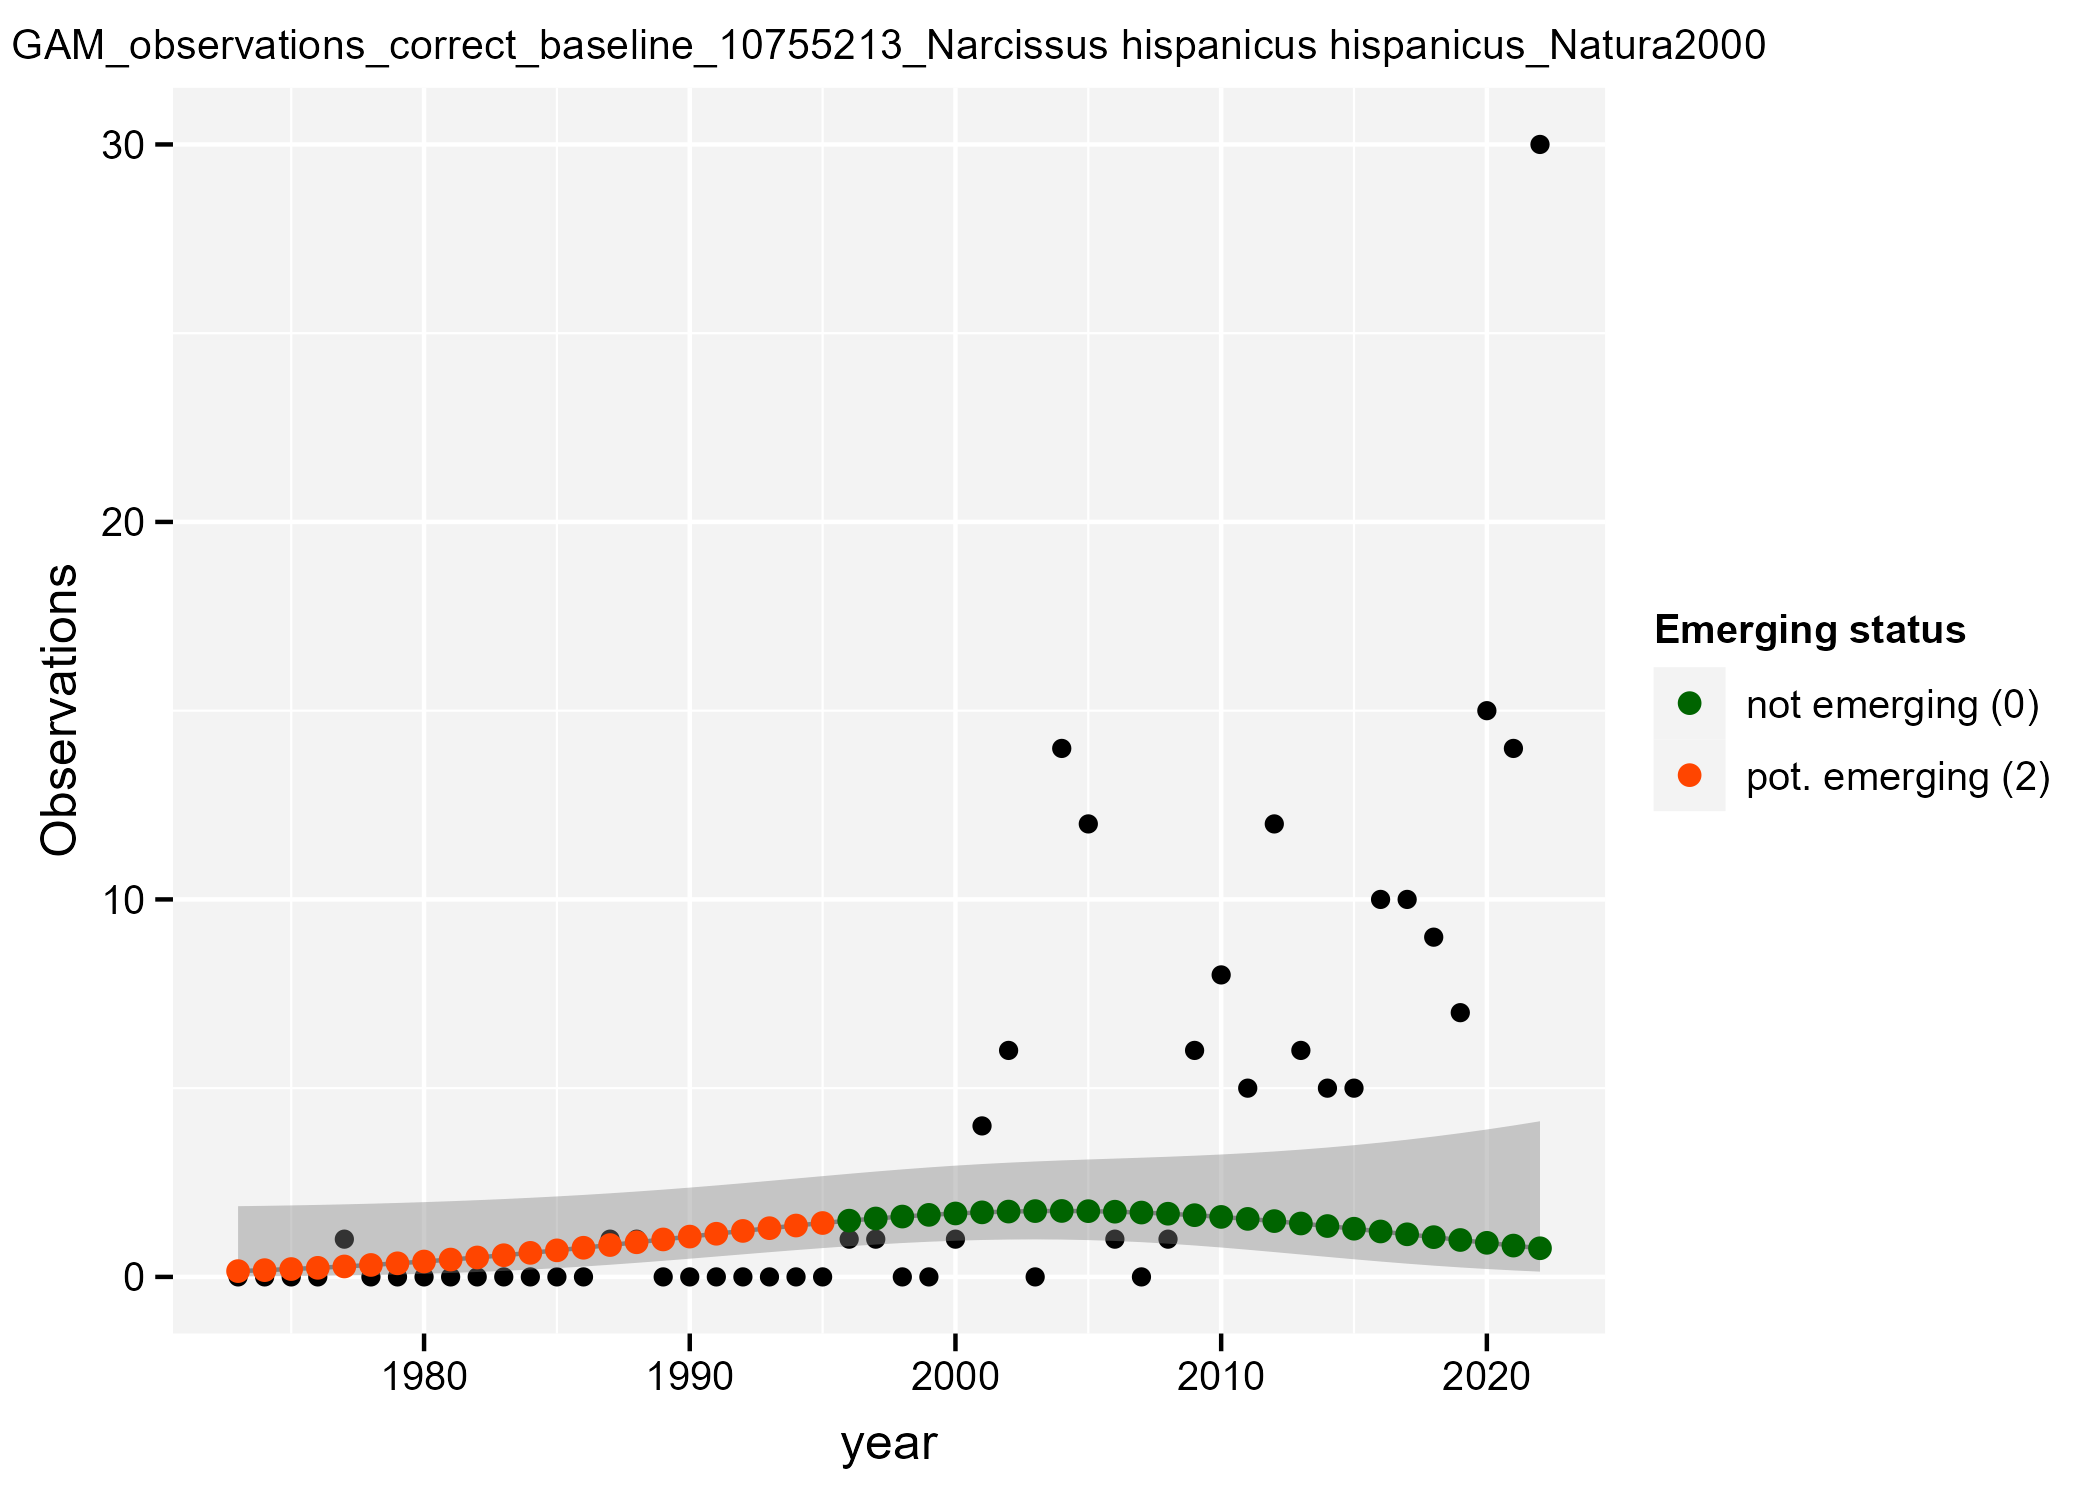 GAM_observations_correct_baseline_10755213_Narcissus hispanicus hispanicus_Natura2000
30
20
10
0
Observations
1980 1990 2000 2010 2020
year
Emerging status
not emerging (0)
pot. emerging (2)